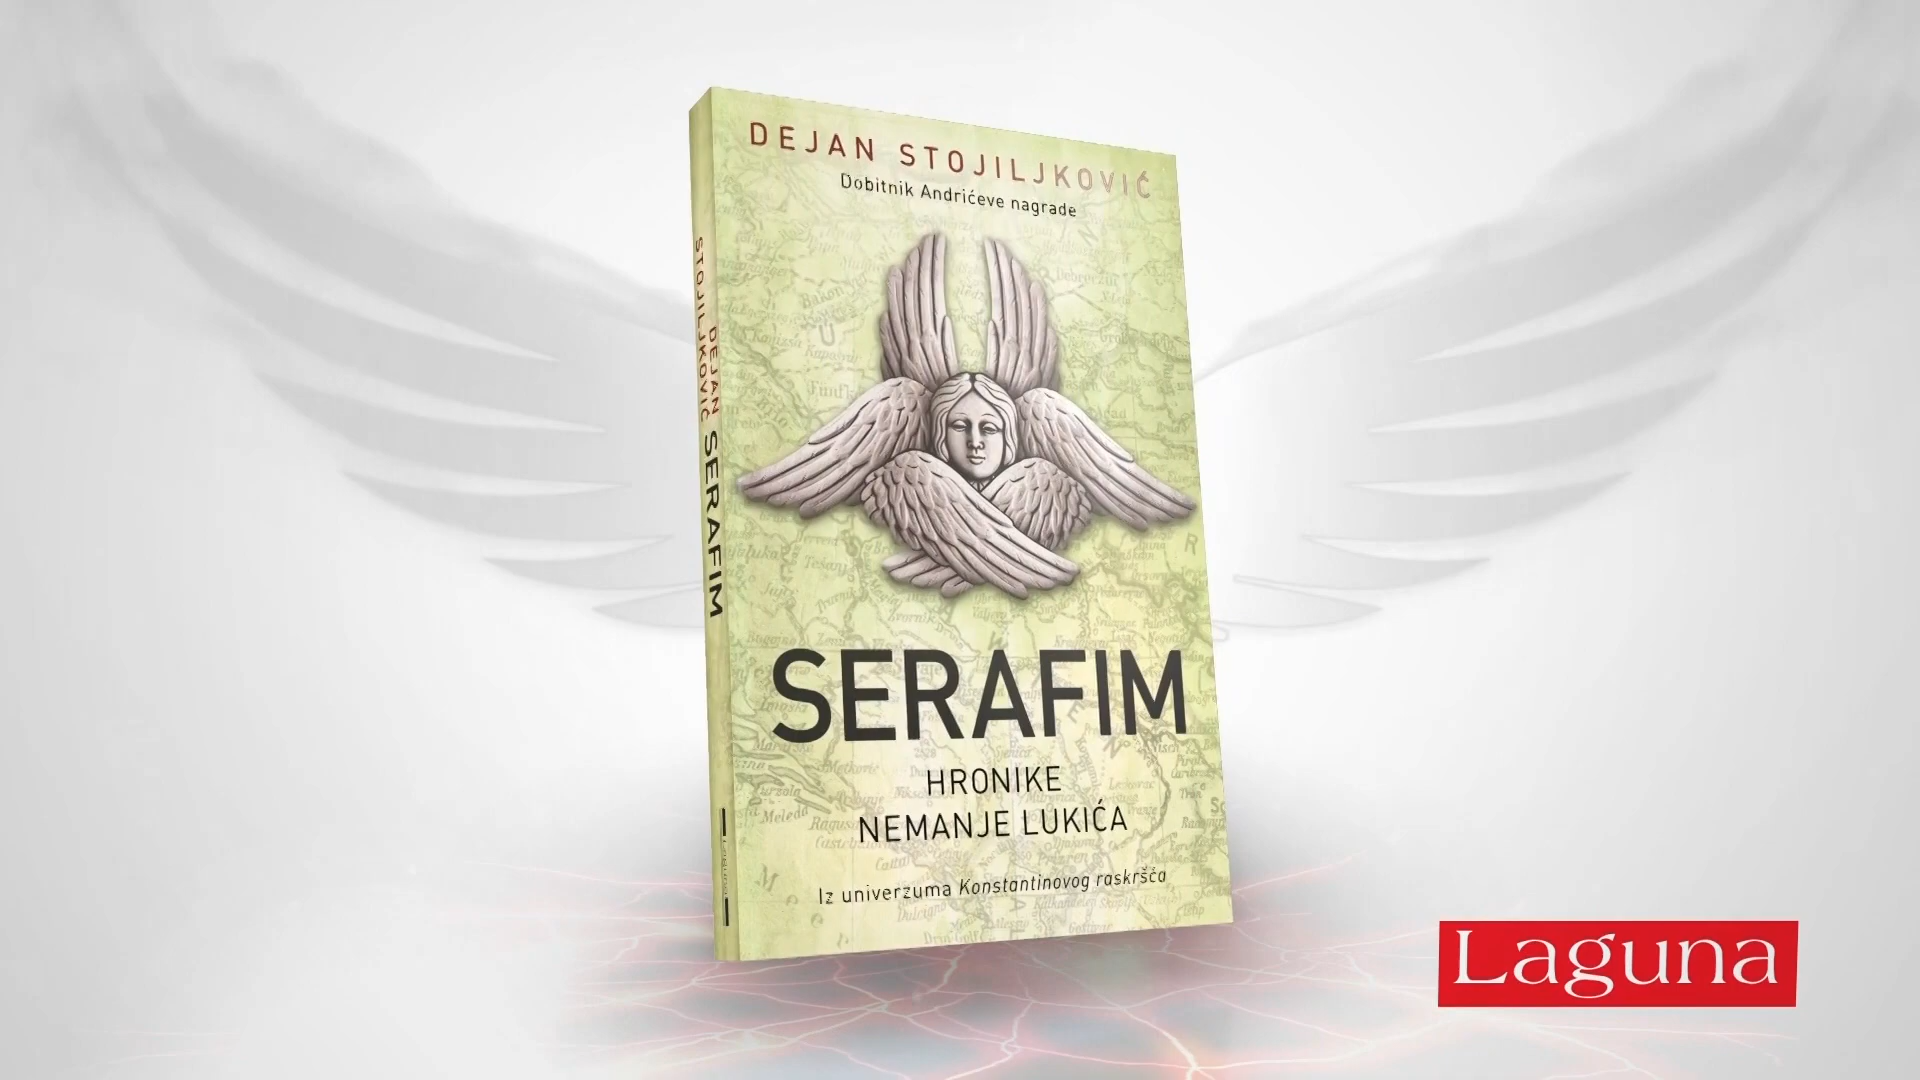 DEJAN STOJILJKOVIĆ
Dobitnik Andrićeve nagrade
SERAFIM
HRONIKE
NEMANJE LUKIĆA
Iz univerzuma Konstantinovog raskršća
DEJAN
STOJILJKOVIĆ
SERAFIM
Laguna